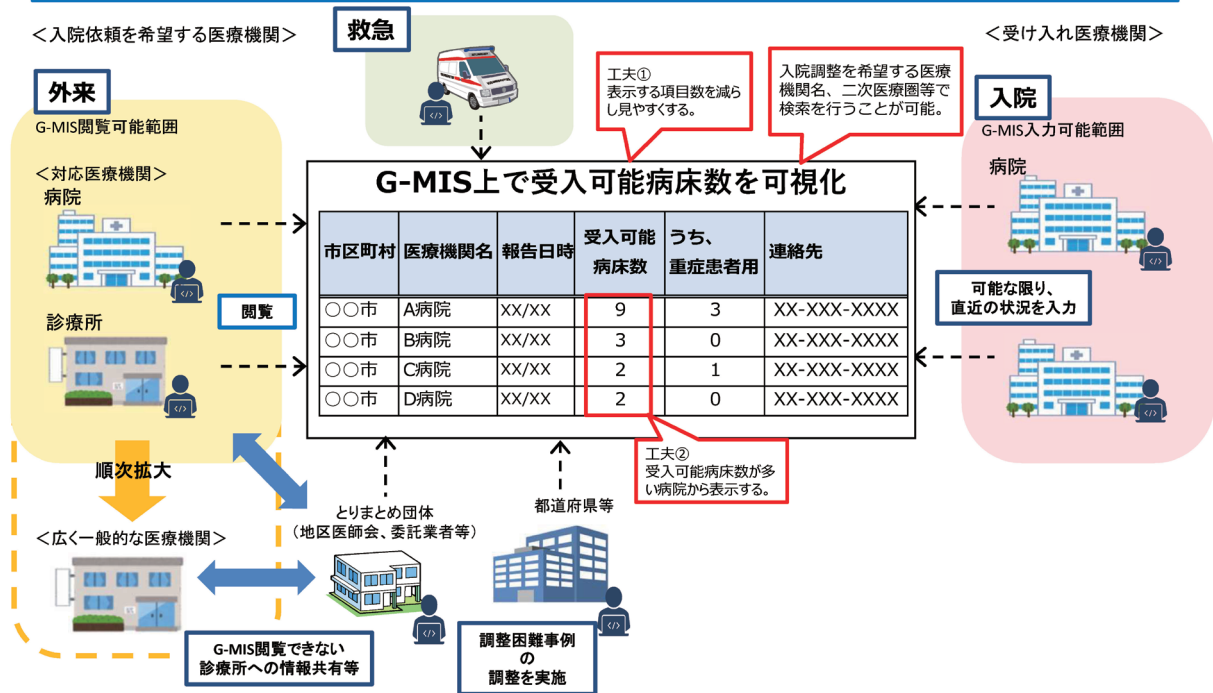 ＜入院依頼を希望する医療機関＞
救急
＜受け入れ医療機関＞
外来
G-MIS閲覧可能範囲
＜対応医療機関＞
病院
診療所
閲覧
工夫①
表示する項目数を減ら
し見やすくする。
入院調整を希望する医療
機関名、二次医療圏等で
検索を行うことが可能。
入院
G-MIS入力可能範囲
病院
可能な限り、
直近の状況を入力
G-MIS上で受入可能病床数を可視化
市区町村 医療機関名 報告日時 受入可能病床数 うち、重症患者用 連絡先
○○市 A病院 XX/XX 9 3 XX-XXX-XXXX
○○市 B病院 XX/XX 3 0 XX-XXX-XXXX
○○市 C病院 XX/XX 2 1 XX-XXX-XXXX
○○市 D病院 XX/XX 2 0 XX-XXX-XXXX
工夫②
受入可能病床数が多
い病院から表示する。
順次拡大
＜広く一般的な医療機関＞
とりまとめ団体
（地区医師会、委託業者等）
都道府県等
G-MIS閲覧できない
診療所への情報共有等
調整困難事例
の
調整を実施